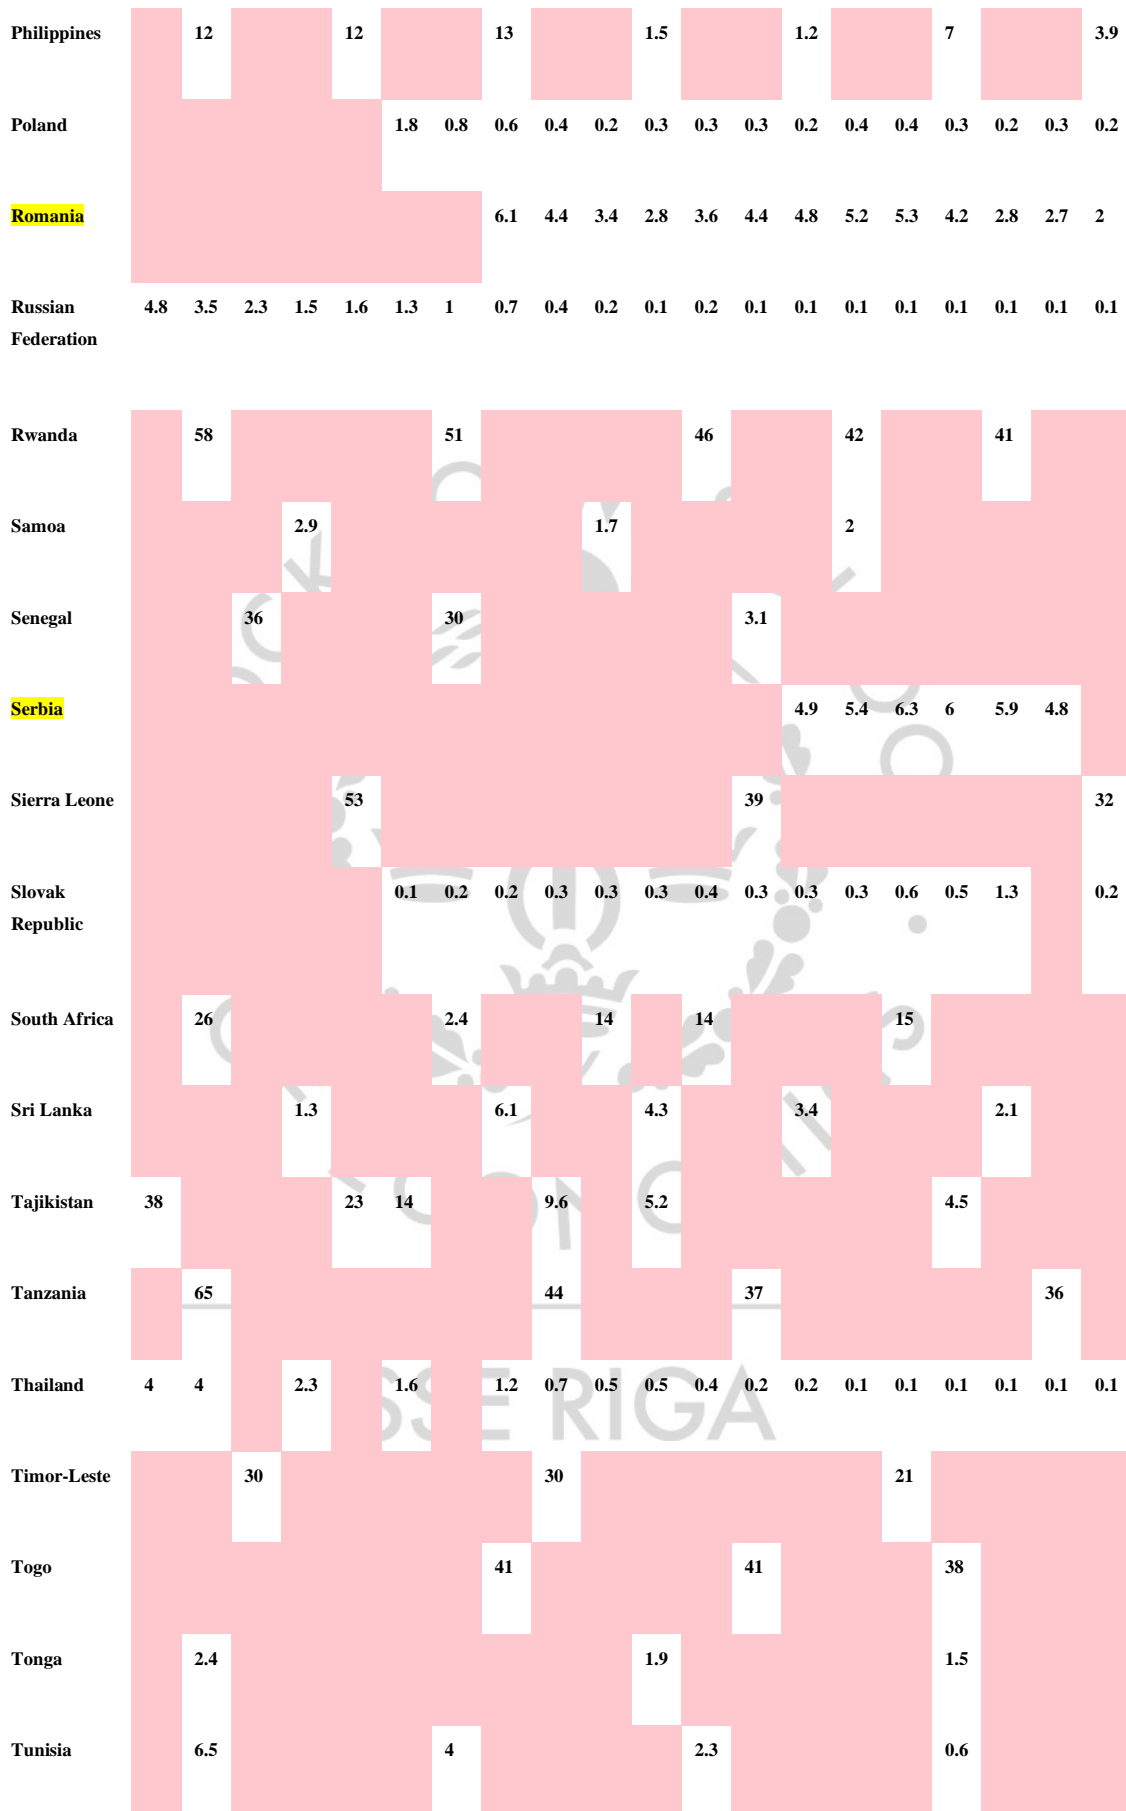 Philippines 12 12 13 1.5 1.2 7 3.9
Poland 1.8 0.8 0.6 0.4 0.2 0.3 0.3 0.3 0.2 0.4 0.4 0.3 0.2 0.3 0.2
Romania 6.1 4.4 3.4 2.8 3.6 4.4 4.8 5.2 5.3 4.2 2.8 2.7 2
Russian 4.8 3.5 2.3 1.5 1.6 1.3 1 0.7 0.4 0.2 0.1 0.2 0.1 0.1 0.1 0.1 0.1 0.1 0.1 0.1
Federation
Rwanda 58 51 46 42 41
Samoa 2.9 1.7 2
Senegal 36 30 3.1
Serbia 4.9 5.4 6.3 6 5.9 4.8
Sierra Leone 53 39 32
Slovak 0.1 0.2 0.2 0.3 0.3 0.3 0.4 0.3 0.3 0.3 0.6 0.5 1.3 0.2
Republic
South Africa 26 2.4 14 14 15
Sri Lanka 1.3 6.1 4.3 3.4 2.1
Tajikistan 38 23 14 9.6 5.2 4.5
Tanzania 65 44 37 36
Thailand 4 4 2.3 1.6 1.2 0.7 0.5 0.5 0.4 0.2 0.2 0.1 0.1 0.1 0.1 0.1 0.1
SSE RIGA
Timor-Leste 30 30 21
Togo 41 41 38
Tonga 2.4 1.9 1.5
Tunisia 6.5 4 2.3 0.6